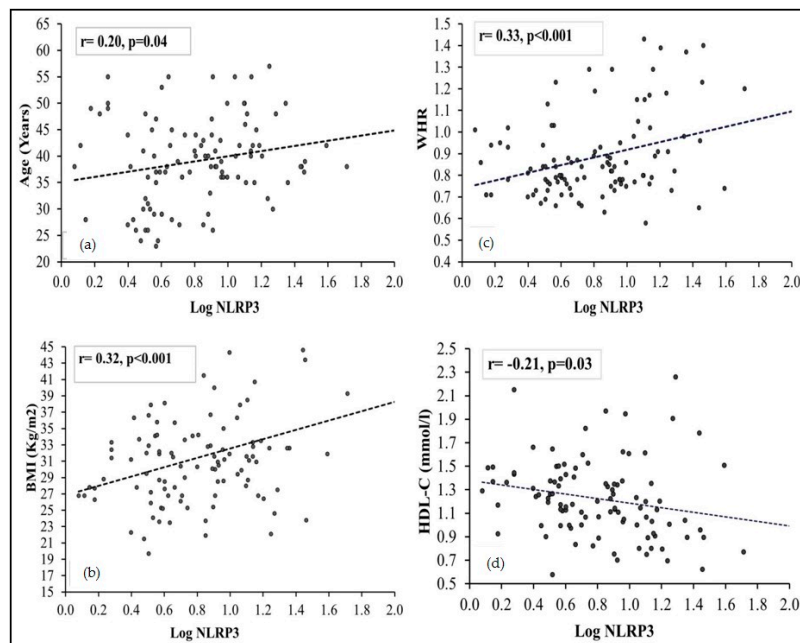 r= 0.20, p=0.04
Age (Years)
65
60
55
50
45
40
35
30
25
20
(a)
0.0 0.2 0.4 0.6 0.8 1.0 1.2 1.4 1.6 1.8 2.0
Log NLRP3
r= 0.33, p<0.001
WHR
1.5
1.4
1.3
1.2
1.1
1.0
0.9
0.8
0.7
0.6
0.5
0.4
(c)
0.0 0.2 0.4 0.6 0.8 1.0 1.2 1.4 1.6 1.8 2.0
Log NLRP3
r= 0.32, p<0.001
BMI (Kg/m2)
45
43
41
39
37
35
33
31
29
27
25
23
21
19
17
15
(b)
0.0 0.2 0.4 0.6 0.8 1.0 1.2 1.4 1.6 1.8 2.0
Log NLRP3
r= -0.21, p=0.03
HDL-C (mmol/l)
2.5
2.3
2.1
1.9
1.7
1.5
1.3
1.1
0.9
0.7
0.5
(d)
0.0 0.2 0.4 0.6 0.8 1.0 1.2 1.4 1.6 1.8 2.0
Log NLRP3